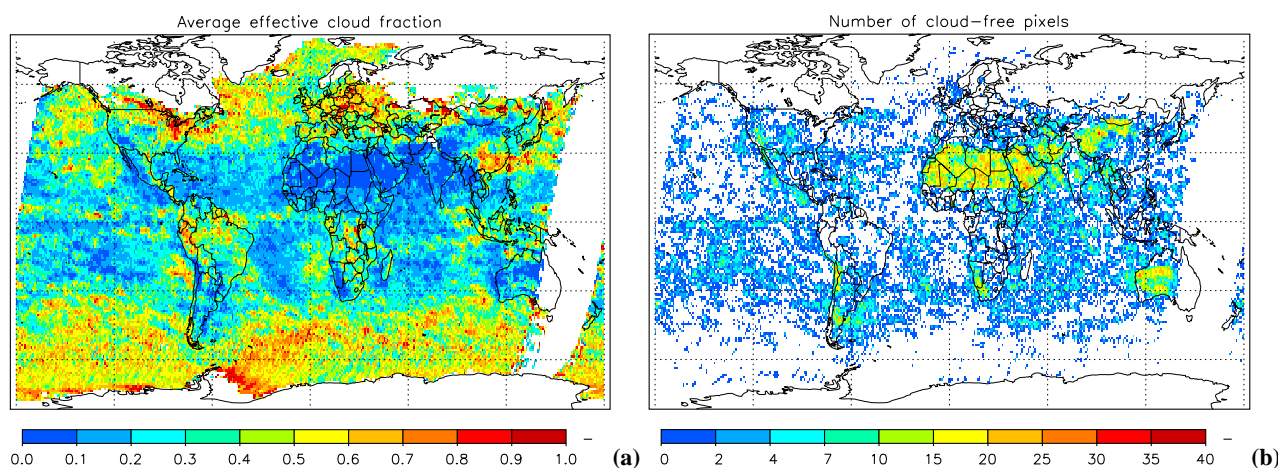 Average effective cloud fraction
0.0 0.1 0.2 0.3 0.4 0.5 0.6 0.7 0.8 0.9 1.0 –
(a)
Number of cloud-free pixels
0 2 4 7 10 15 20 25 30 35 40 –
(b)